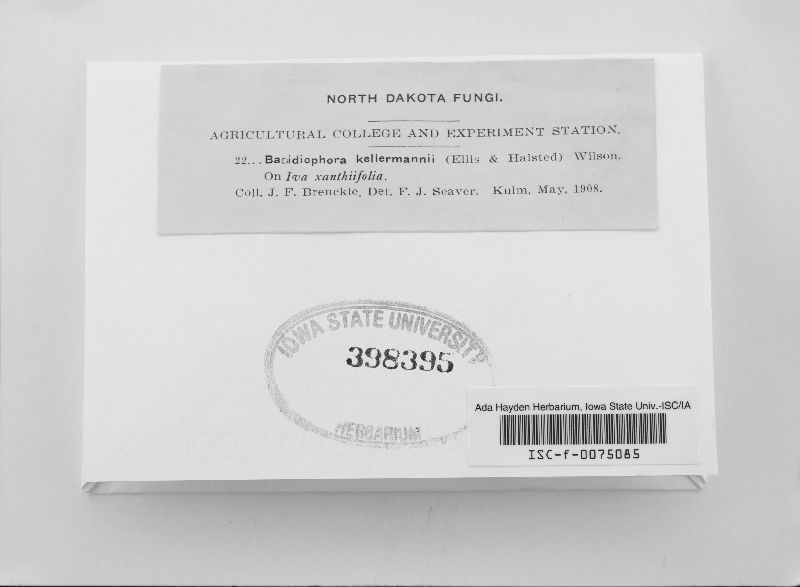 NORTH DAKOTA FUNGI.
AGRICULTURAL COLLEGE AND EXPERIMENT STATION.
22... Basidiophora kellermannii (Ellis & Halsted) Wilson.
On Iva xanthiifolia.
Coll. J. F. Brenckle, Det. F. J. Seaver. Kulm, May, 1908.
IOWA STATE UNIVERSITY
398395
HERBARIUM
Ada Hayden Herbarium, Iowa State Univ.-ISC/IA
ISC-f-0075085